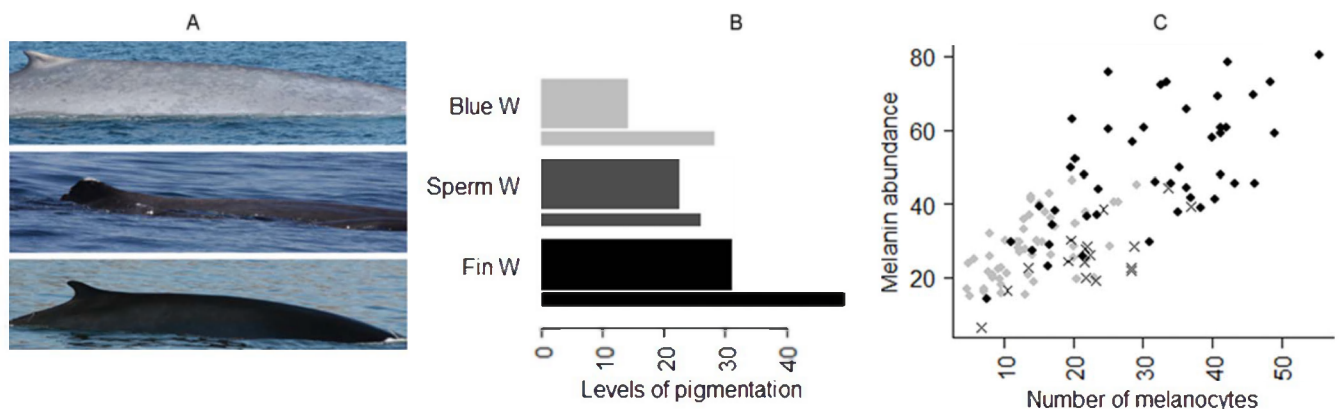 A
B
Blue W
Sperm W
Fin W
0
10
20
30
40
Levels of pigmentation
C
Melanin abundance
80
60
40
20
10
20
30
40
50
Number of melanocytes